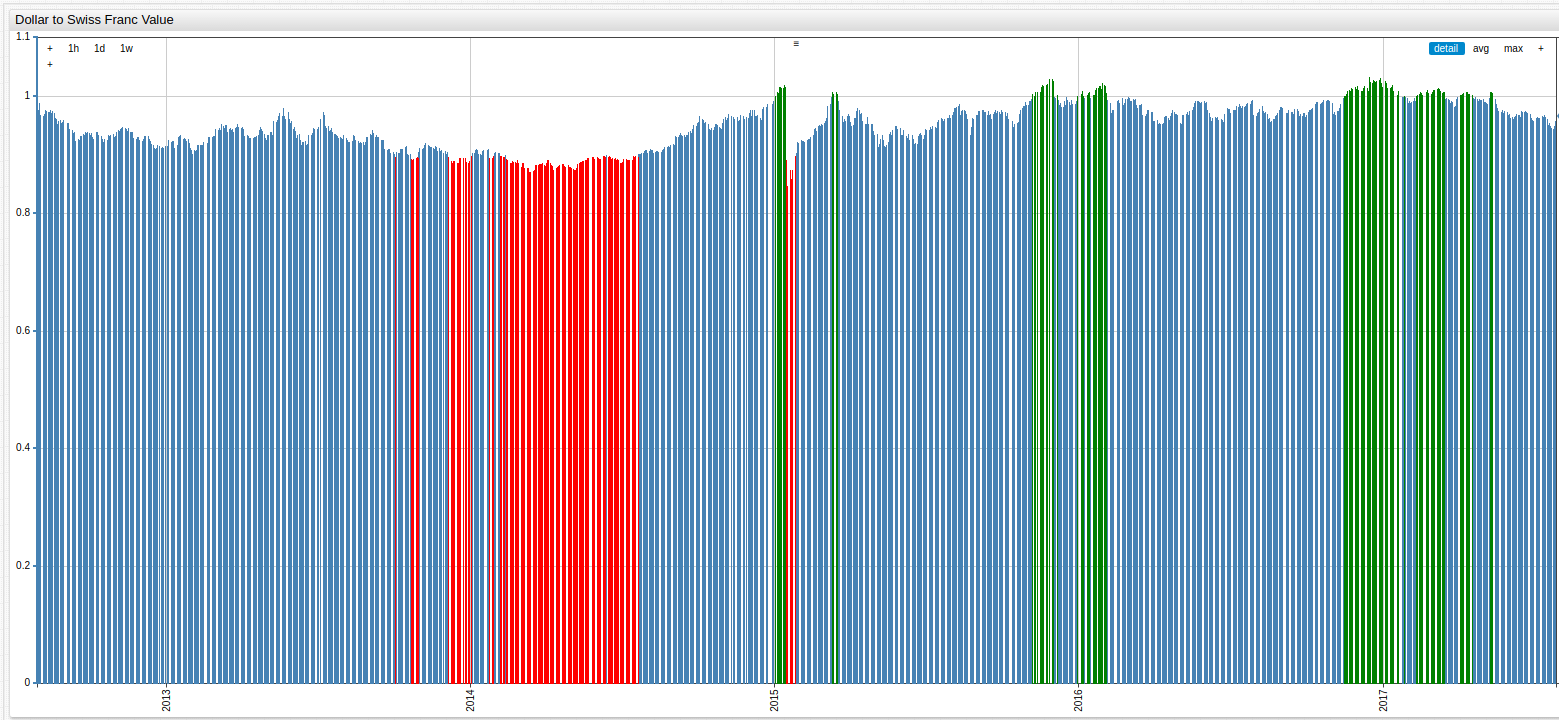 Dollar to Swiss Franc Value
1.1
+ 1h 1d 1w
+
≡
detail avg max +
1
0.8
0.6
0.4
0.2
0
2013 2014 2015 2016 2017